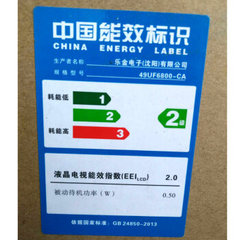 中国能效标识
CHINA ENERGY LABEL
生产者名称: 乐金电子(沈阳)有限公司
规格型号: 49UF6800-CA
耗能低 1
2 2级
耗能高 3
液晶电视能效指数(EEILCD) 2.0
被动待机功率(W) 0.50
依据国家标准: GB 24850-2013